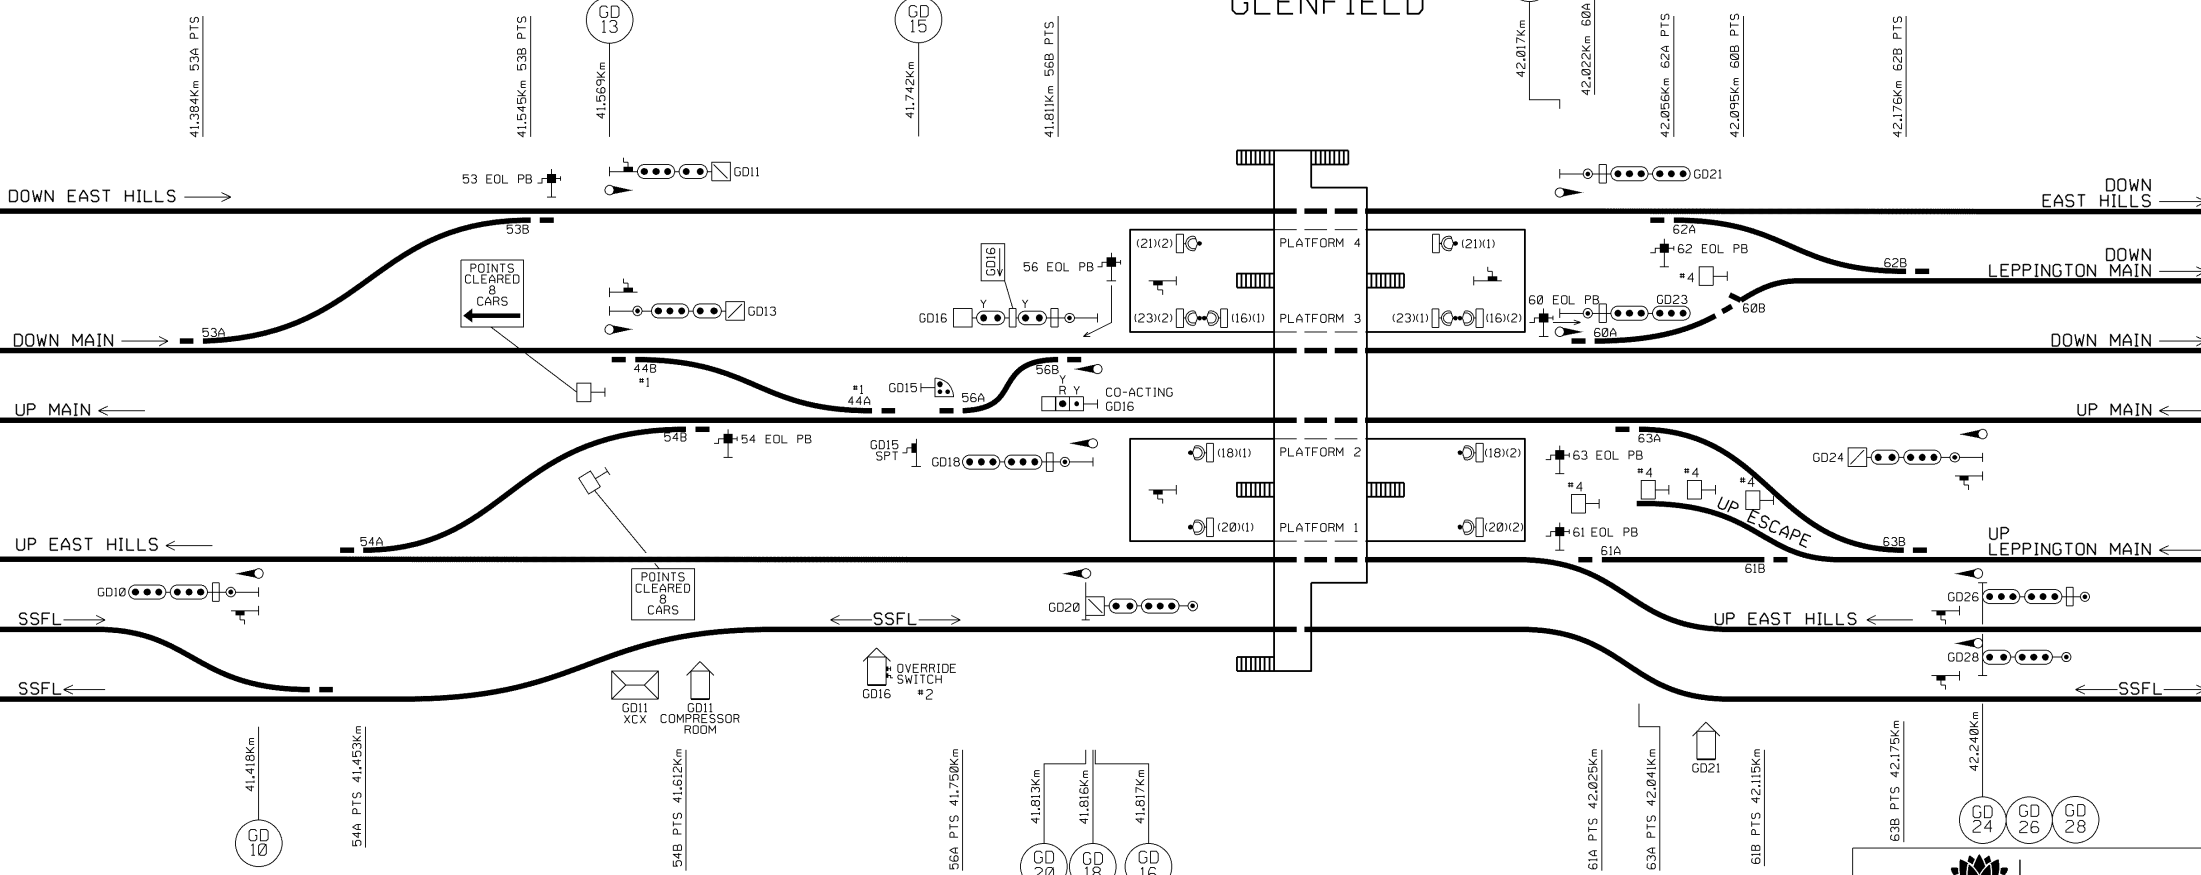 GLENFIELD
41.384Km 53A PTS
41.545Km 53B PTS
GD
13
41.569Km
GD
15
41.742Km
41.811Km 56B PTS
42.017Km
42.022Km 60A
42.056Km 62A PTS
42.095Km 60B PTS
42.176Km 62B PTS
53 EOL PB
GD11
GD21
DOWN EAST HILLS
DOWN
EAST HILLS
53B
62A
PLATFORM 4
(21)(2)
(21)(1)
62 EOL PB
GD16
56 EOL PB
DOWN
LEPPINGTON MAIN
62B
#4
POINTS
CLEARED
8
CARS
GD13
Y
Y
GD16
(23)(2)
(16)(1)
PLATFORM 3
(23)(1)
(16)(2)
60 EOL PB
GD23
60B
60A
53A
DOWN MAIN
DOWN MAIN
44B
#1
#1
44A
GD15
56A
56B
Y
R Y
CO-ACTING
GD16
UP MAIN
UP MAIN
54B
54 EOL PB
GD15
SPT
GD18
(18)(1)
PLATFORM 2
(18)(2)
63A
63 EOL PB
GD24
#4
#4
#4
#4
UP ESCAPE
(20)(1)
PLATFORM 1
(20)(2)
61 EOL PB
UP EAST HILLS
54A
61A
61B
63B
UP
LEPPINGTON MAIN
GD10
POINTS
CLEARED
8
CARS
GD20
GD26
SSFL
SSFL
UP EAST HILLS
GD28
SSFL
GD11
XCX
GD11
COMPRESSOR
ROOM
GD16
OVERRIDE
SWITCH
#2
SSFL
GD21
41.418Km
GD
10
54A PTS 41.453Km
54B PTS 41.612Km
56A PTS 41.750Km
41.813Km
41.816Km
41.817Km
GD
20
GD
18
GD
16
61A PTS 42.025Km
63A PTS 42.041Km
61B PTS 42.115Km
63B PTS 42.175Km
42.240Km
GD
24
GD
26
GD
28